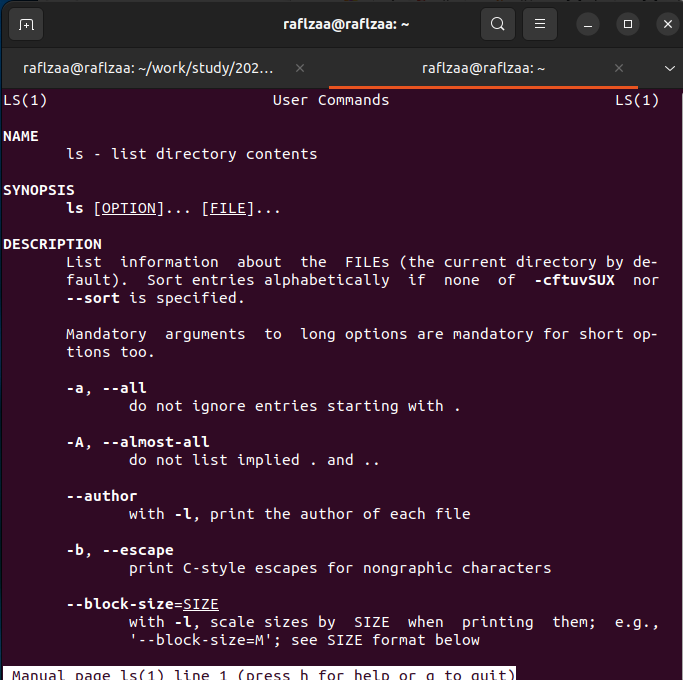 raflzaa@raflzaa: ~
raflzaa@raflzaa: ~/work/study/202...
raflzaa@raflzaa: ~
LS(1) User Commands LS(1)
NAME
ls - list directory contents
SYNOPSIS
ls [OPTION]... [FILE]...
DESCRIPTION
List information about the FILEs (the current directory by de-
fault). Sort entries alphabetically if none of -cftuvSUX nor
--sort is specified.
Mandatory arguments to long options are mandatory for short op-
tions too.
-a, --all
do not ignore entries starting with .
-A, --almost-all
do not list implied . and ..
--author
with -l, print the author of each file
-b, --escape
print C-style escapes for nongraphic characters
--block-size=SIZE
with -l, scale sizes by SIZE when printing them; e.g.,
'--block-size=M'; see SIZE format below
Manual page ls(1) line 1 (press h for help or q to quit)